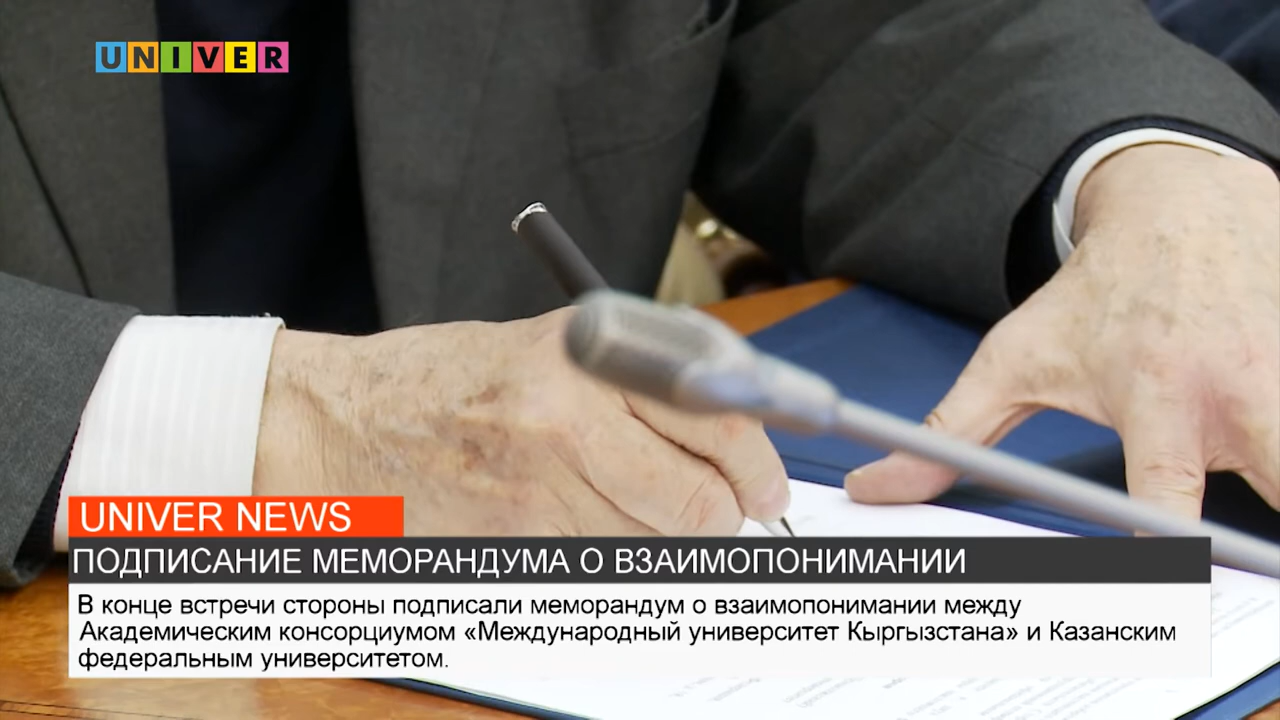 UNIVER
UNIVER NEWS
ПОДПИСАНИЕ МЕМОРАНДУМА О ВЗАИМОПОНИМАНИИ
В конце встречи стороны подписали меморандум о взаимопонимании между
Академическим консорциумом «Международный университет Кыргызстана» и Казанским
федеральным университетом.